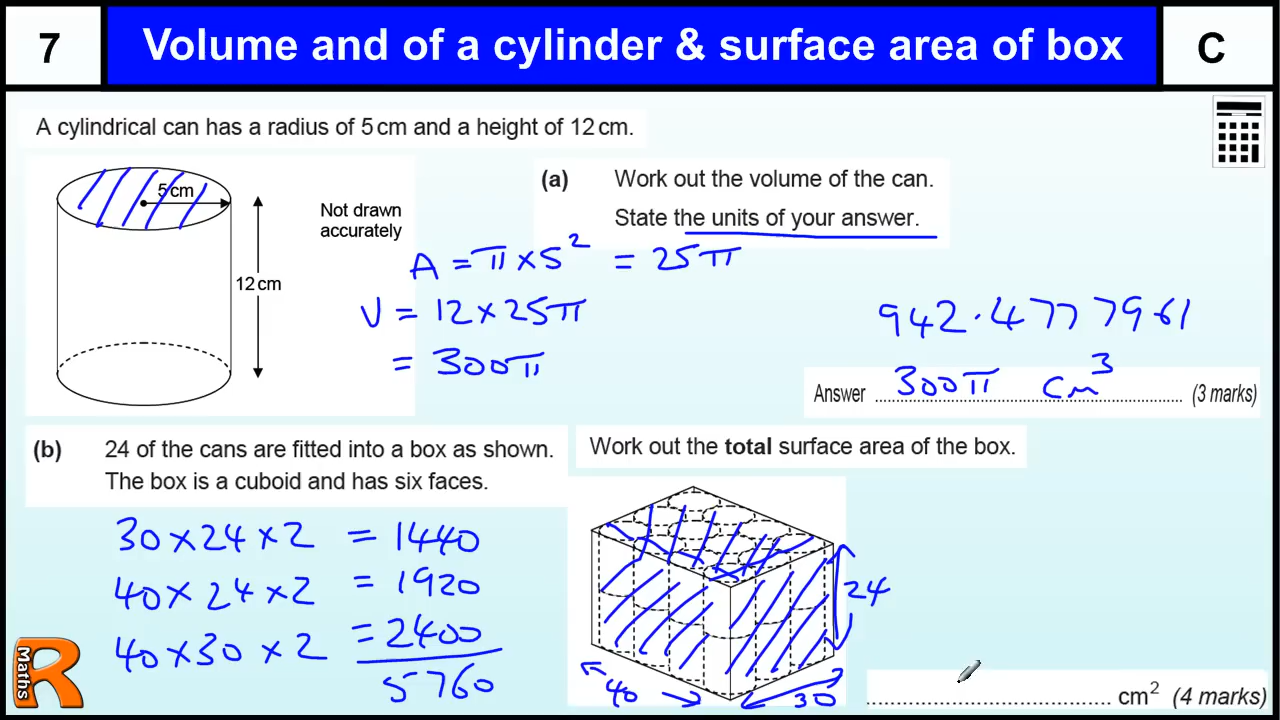 7
Volume and of a cylinder & surface area of box
C
A cylindrical can has a radius of 5 cm and a height of 12 cm.
5 cm
12 cm
Not drawn
accurately
(a) Work out the volume of the can.
State the units of your answer.
A = π × 5² = 25π
V = 12 × 25π
= 300π
942.4777961
Answer 300π cm³ (3 marks)
(b) 24 of the cans are fitted into a box as shown.
The box is a cuboid and has six faces.
Work out the total surface area of the box.
30 × 24 × 2 = 1440
40 × 24 × 2 = 1920
40 × 30 × 2 = 2400
5760
24
40
30
cm² (4 marks)
R Maths